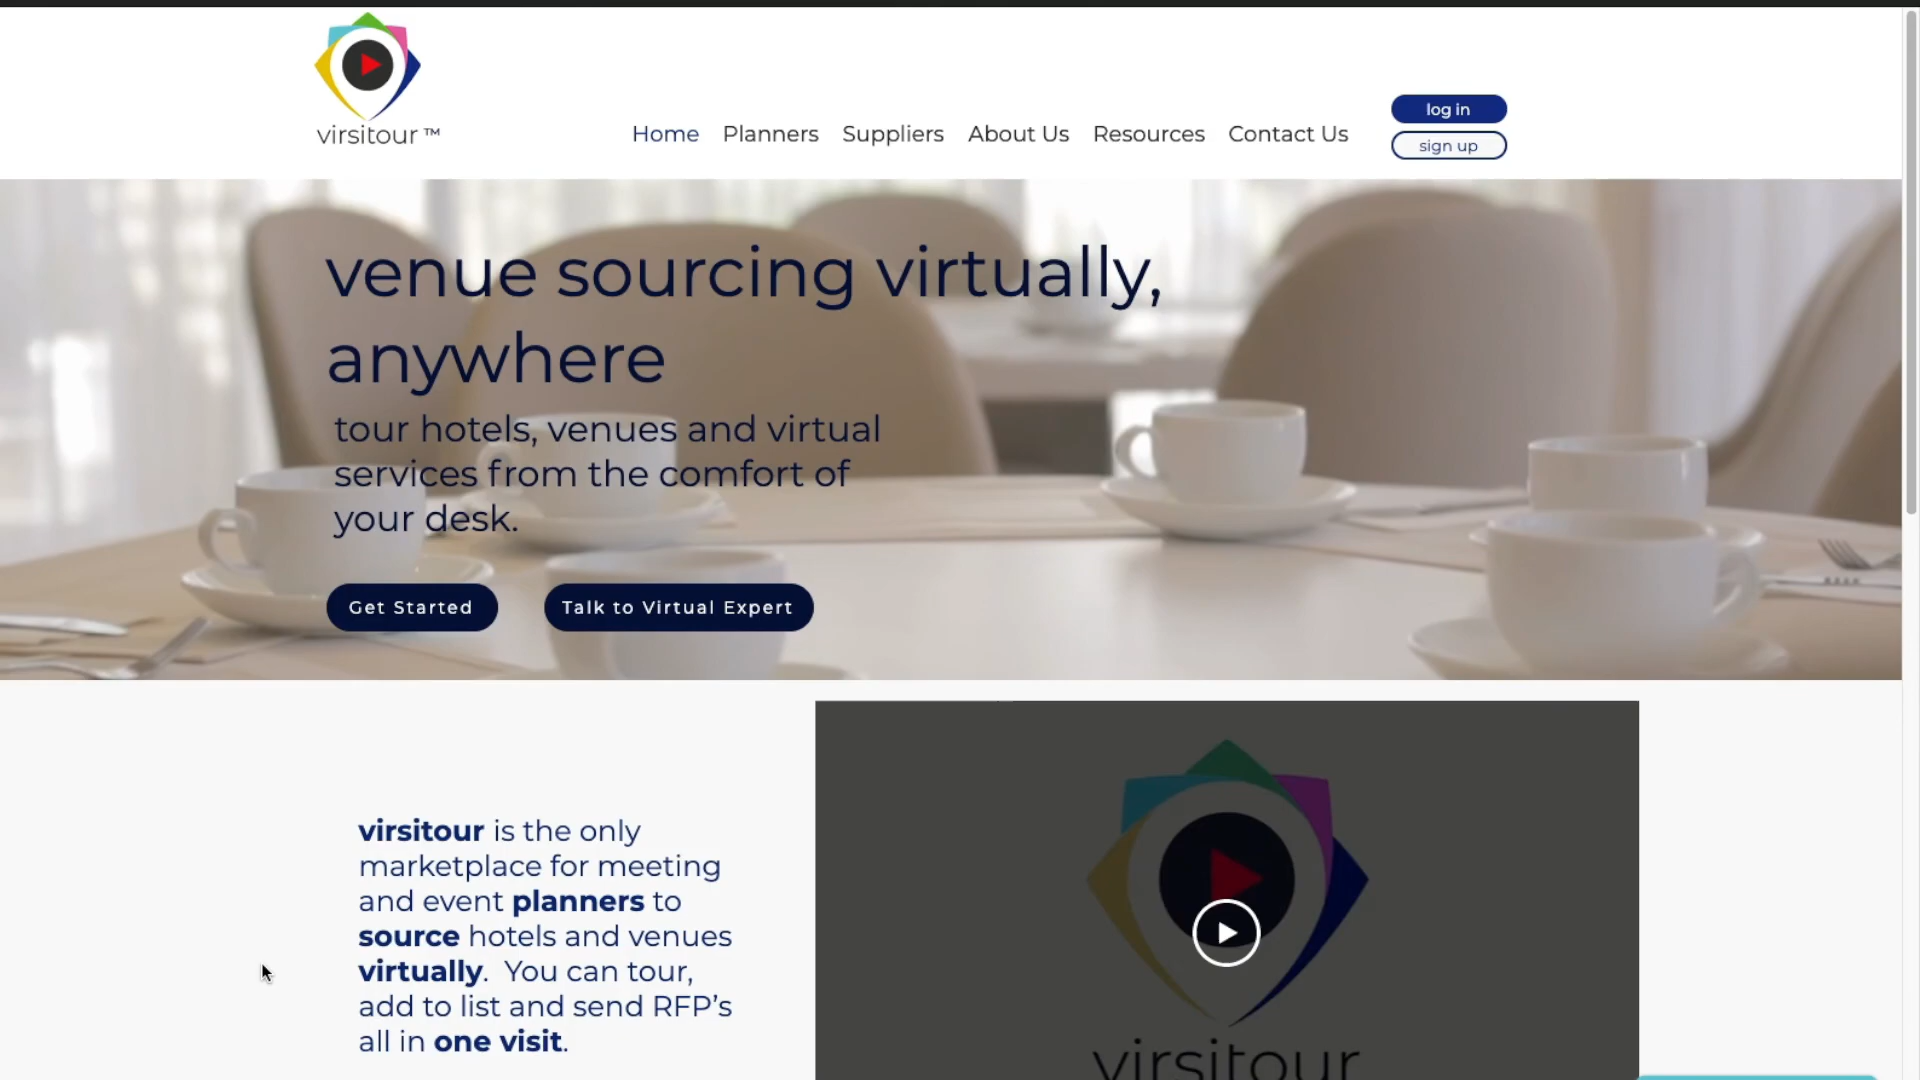 virsitour ™
Home Planners Suppliers About Us Resources Contact Us
log in
sign up
venue sourcing virtually,
anywhere
tour hotels, venues and virtual
services from the comfort of
your desk.
Get Started
Talk to Virtual Expert
virsitour is the only
marketplace for meeting
and event planners to
source hotels and venues
virtually. You can tour,
add to list and send RFP’s
all in one visit.
virsitour